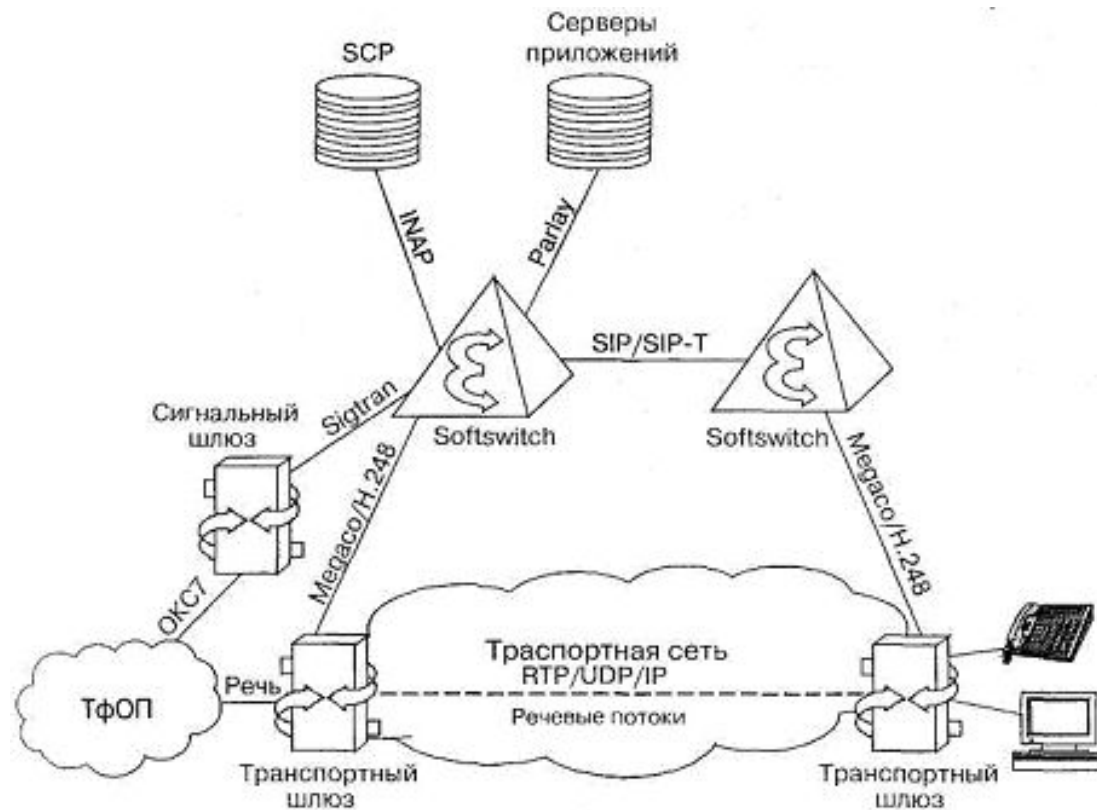 SCP
Серверы
приложений
INAP
Parlay
SIP/SIP-T
Softswitch
Softswitch
Сигнальный
шлюз
Sigtran
Megaco/H.248
Megaco/H.248
ОКС7
ТфОП
Речь
Траспортная сеть
RTP/UDP/IP
Речевые потоки
Транспортный
шлюз
Транспортный
шлюз